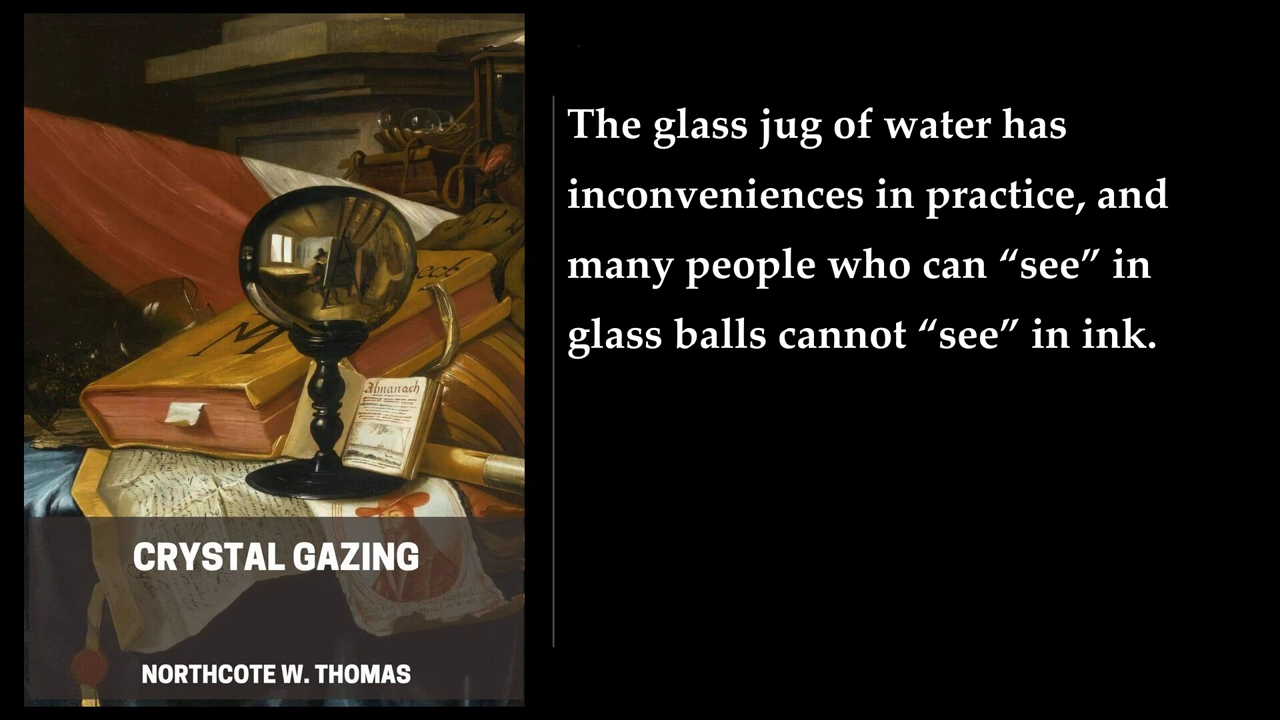 The glass jug of water has
inconveniences in practice, and
many people who can “see” in
glass balls cannot “see” in ink.
M
Almanach
CRYSTAL GAZING
NORTHCOTE W. THOMAS